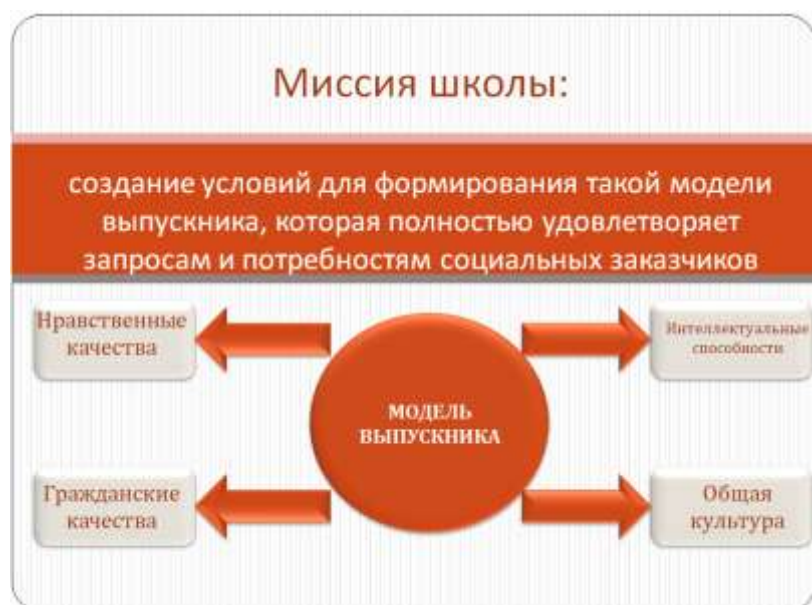 Миссия школы:
создание условий для формирования такой модели
выпускника, которая полностью удовлетворяет
запросам и потребностям социальных заказчиков
Нравственные
качества
Интеллектуальные
способности
МОДЕЛЬ
ВЫПУСКНИКА
Гражданские
качества
Общая
культура